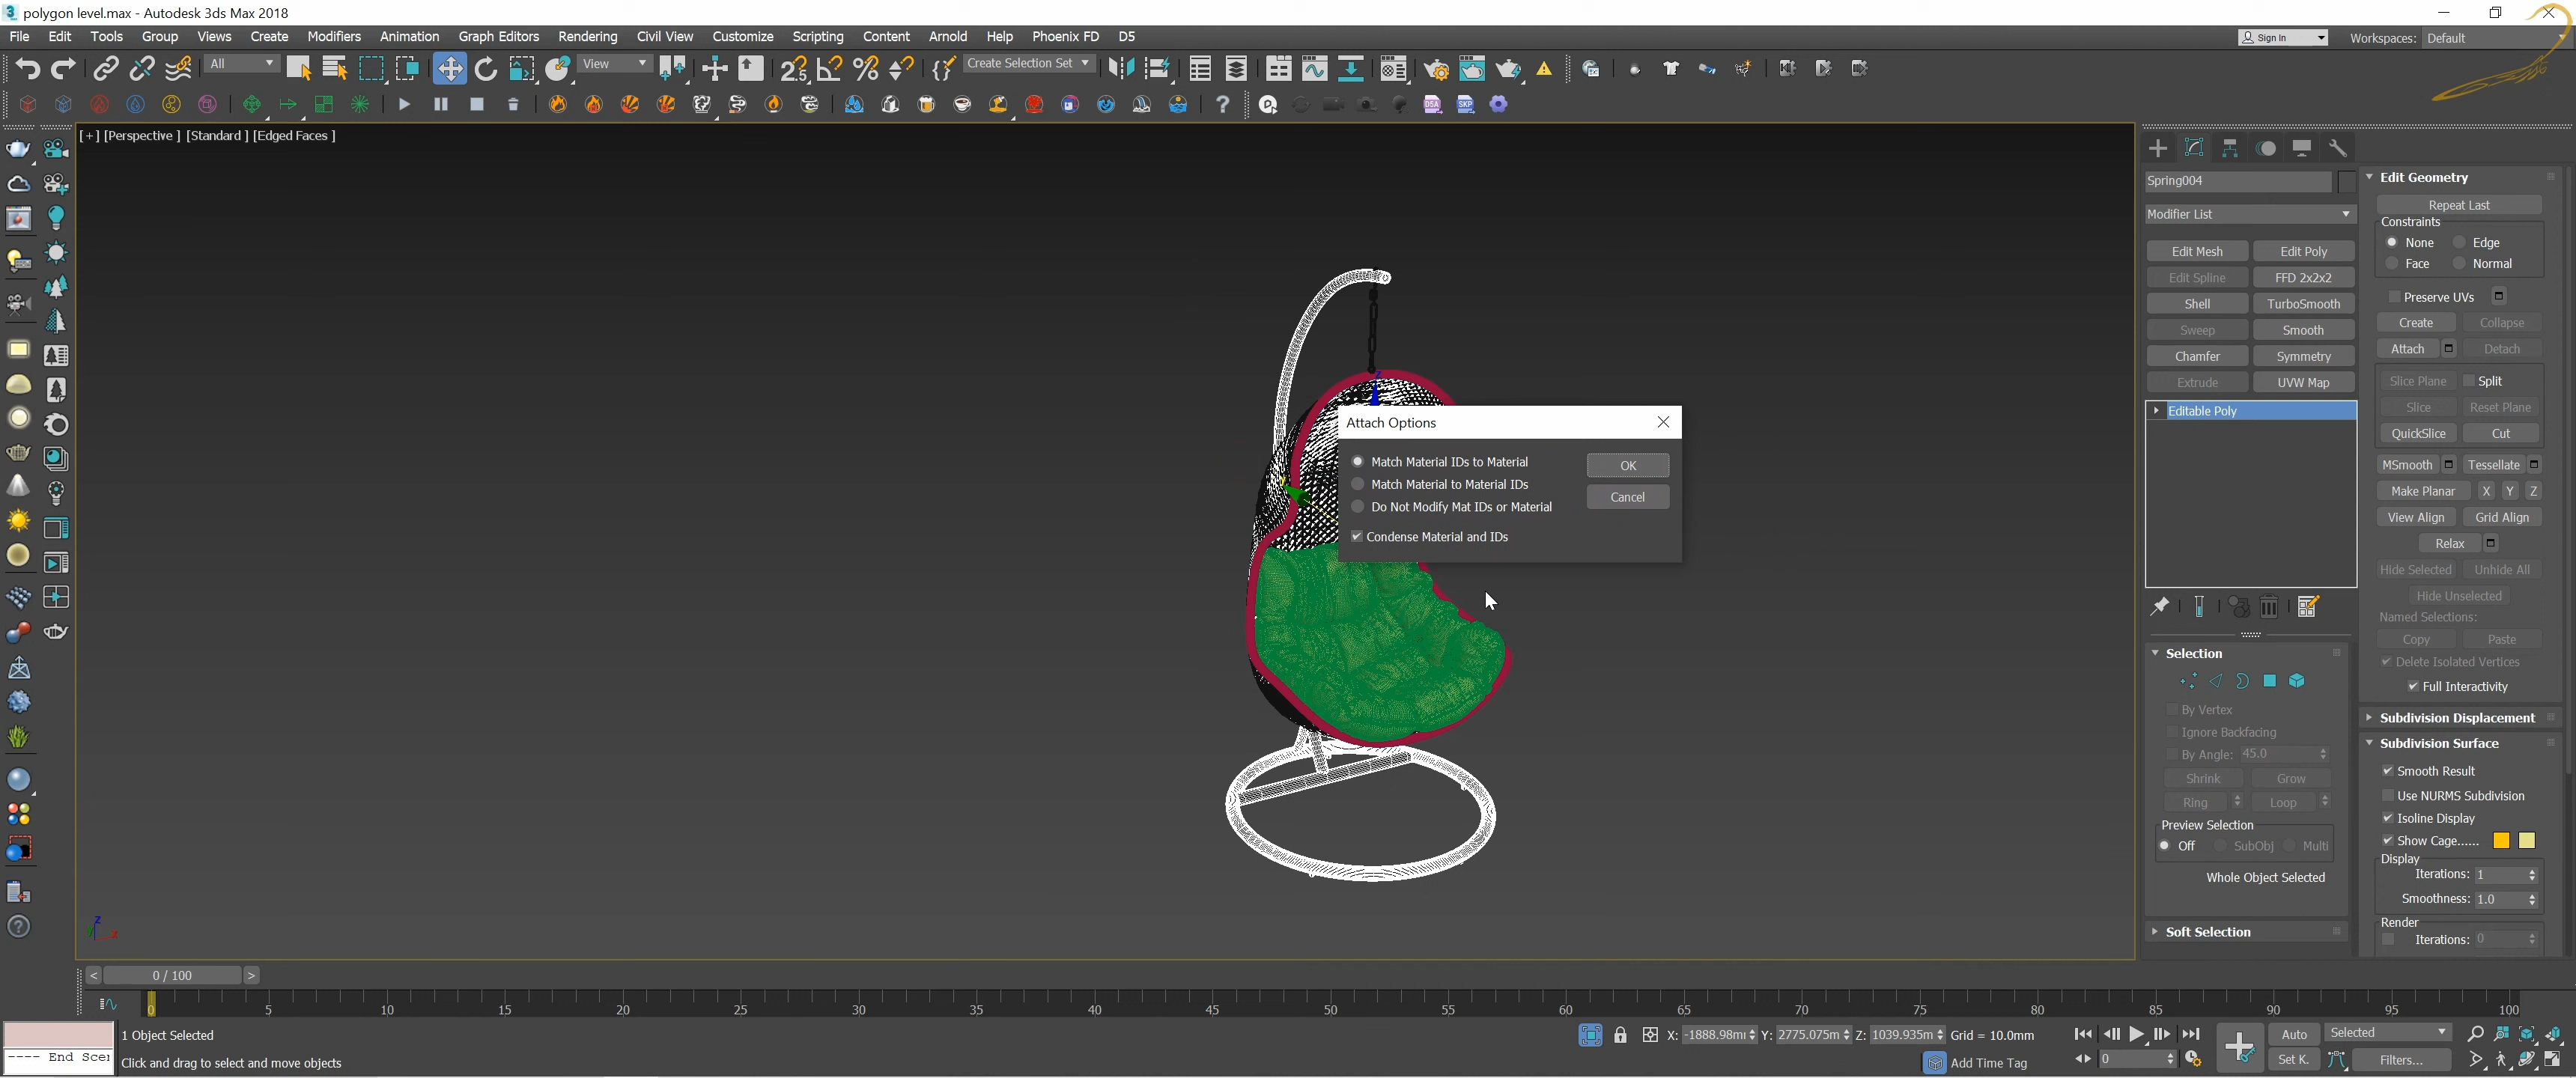 3 polygon level.max - Autodesk 3ds Max 2018
File Edit Tools Group Views Create Modifiers Animation Graph Editors Rendering Civil View Customize Scripting Content Arnold Help Phoenix FD D5
Sign In Workspaces: Default
All View Create Selection Set
[+] [Perspective ] [Standard ] [Edged Faces ]
Attach Options
Match Material IDs to Material
Match Material to Material IDs
Do Not Modify Mat IDs or Material
Condense Material and IDs
OK
Cancel
Spring004
Modifier List
Edit Mesh Edit Poly
Edit Spline FFD 2x2x2
Shell TurboSmooth
Sweep Smooth
Chamfer Symmetry
Extrude UVW Map
Editable Poly
Selection
By Vertex
Ignore Backfacing
By Angle: 45.0
Shrink Grow
Ring Loop
Preview Selection
Off SubObj Multi
Whole Object Selected
Soft Selection
Edit Geometry
Repeat Last
Constraints
None Edge
Face Normal
Preserve UVs
Create Collapse
Attach Detach
Slice Plane Split
Slice Reset Plane
QuickSlice Cut
MSmooth Tessellate
Make Planar X Y Z
View Align Grid Align
Relax
Hide Selected Unhide All
Hide Unselected
Named Selections:
Copy Paste
Delete Isolated Vertices
Full Interactivity
Subdivision Displacement
Subdivision Surface
Smooth Result
Use NURMS Subdivision
Isoline Display
Show Cage......
Display
Iterations: 1
Smoothness: 1.0
Render
Iterations: 0
z
< 0 / 100 >
0 5 10 15 20 25 30 35 40 45 50 55 60 65 70 75 80 85 90 95 100
1 Object Selected
---- End Scer
Click and drag to select and move objects
X: -1888.98m Y: 2775.075m Z: 1039.935m Grid = 10.0mm
Add Time Tag
0
Auto Selected
Set K. Filters...